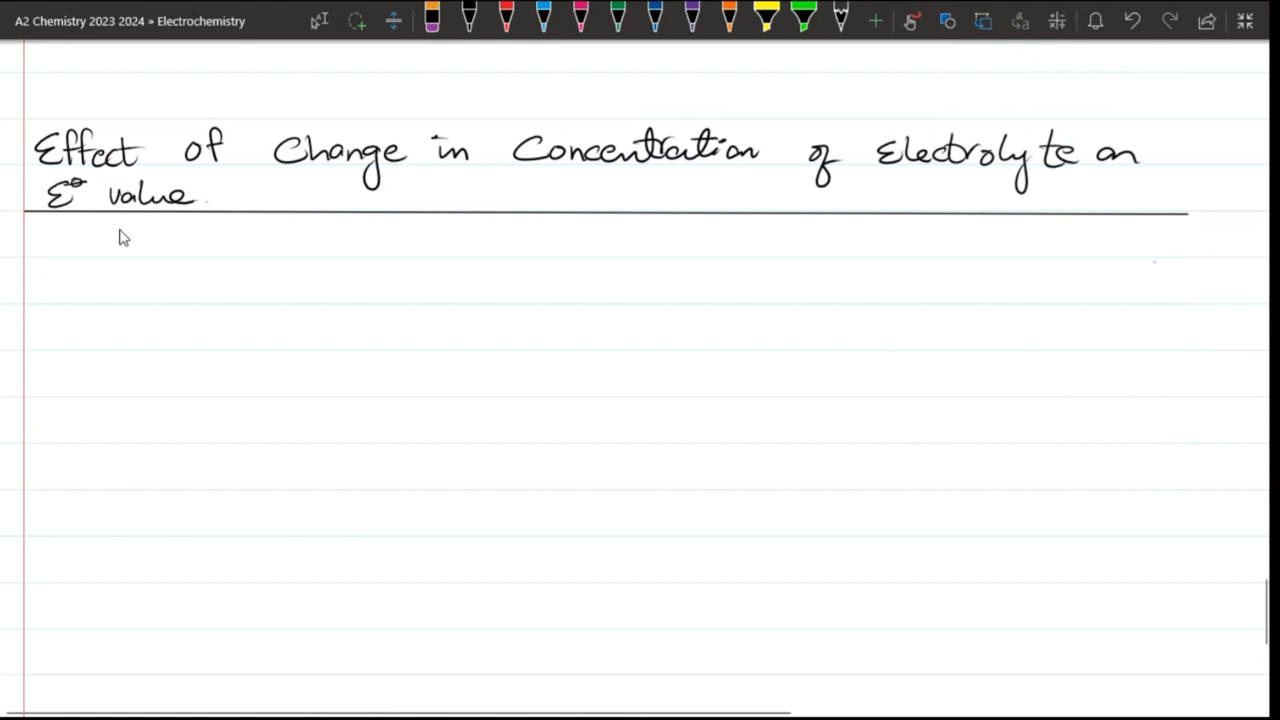 A2 Chemistry 2023 2024 » Electrochemistry
Effect of Change in Concentration of Electrolyte on
E⦵ value.